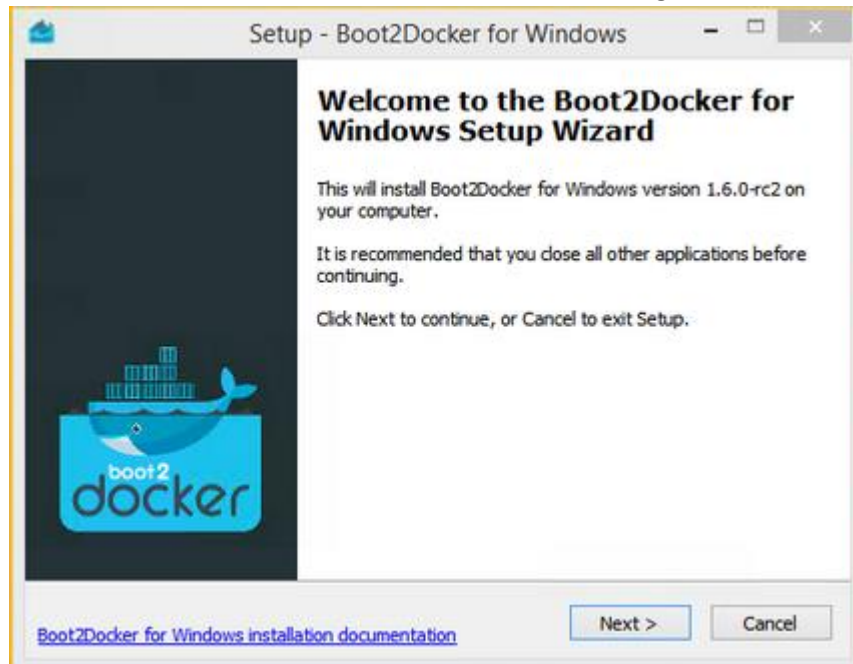 Setup - Boot2Docker for Windows
Welcome to the Boot2Docker for
Windows Setup Wizard
This will install Boot2Docker for Windows version 1.6.0-rc2 on
your computer.
It is recommended that you close all other applications before
continuing.
Click Next to continue, or Cancel to exit Setup.
boot2
docker
Boot2Docker for Windows installation documentation
Next >
Cancel